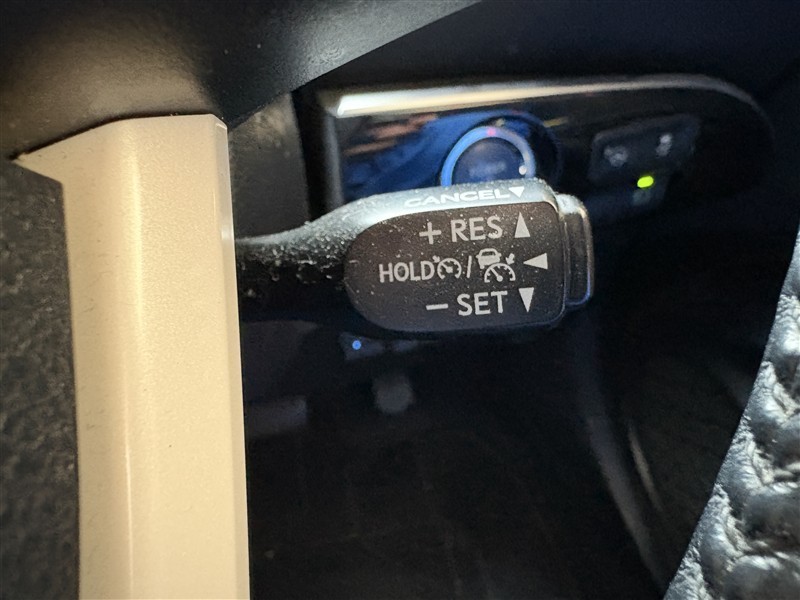 CANCEL▼
+ RES ▲
HOLD / ◄
− SET ▼